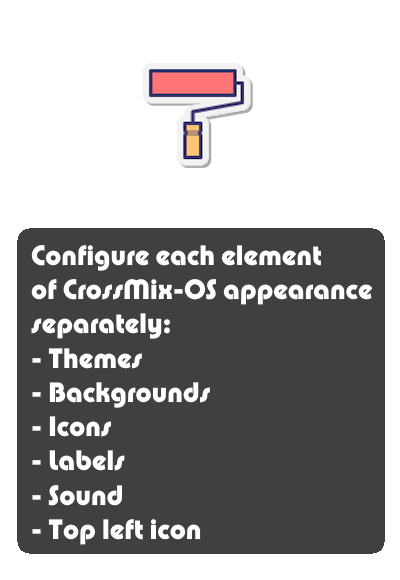 Configure each element
of CrossMix-OS appearance
separately:
- Themes
- Backgrounds
- Icons
- Labels
- Sound
- Top left icon